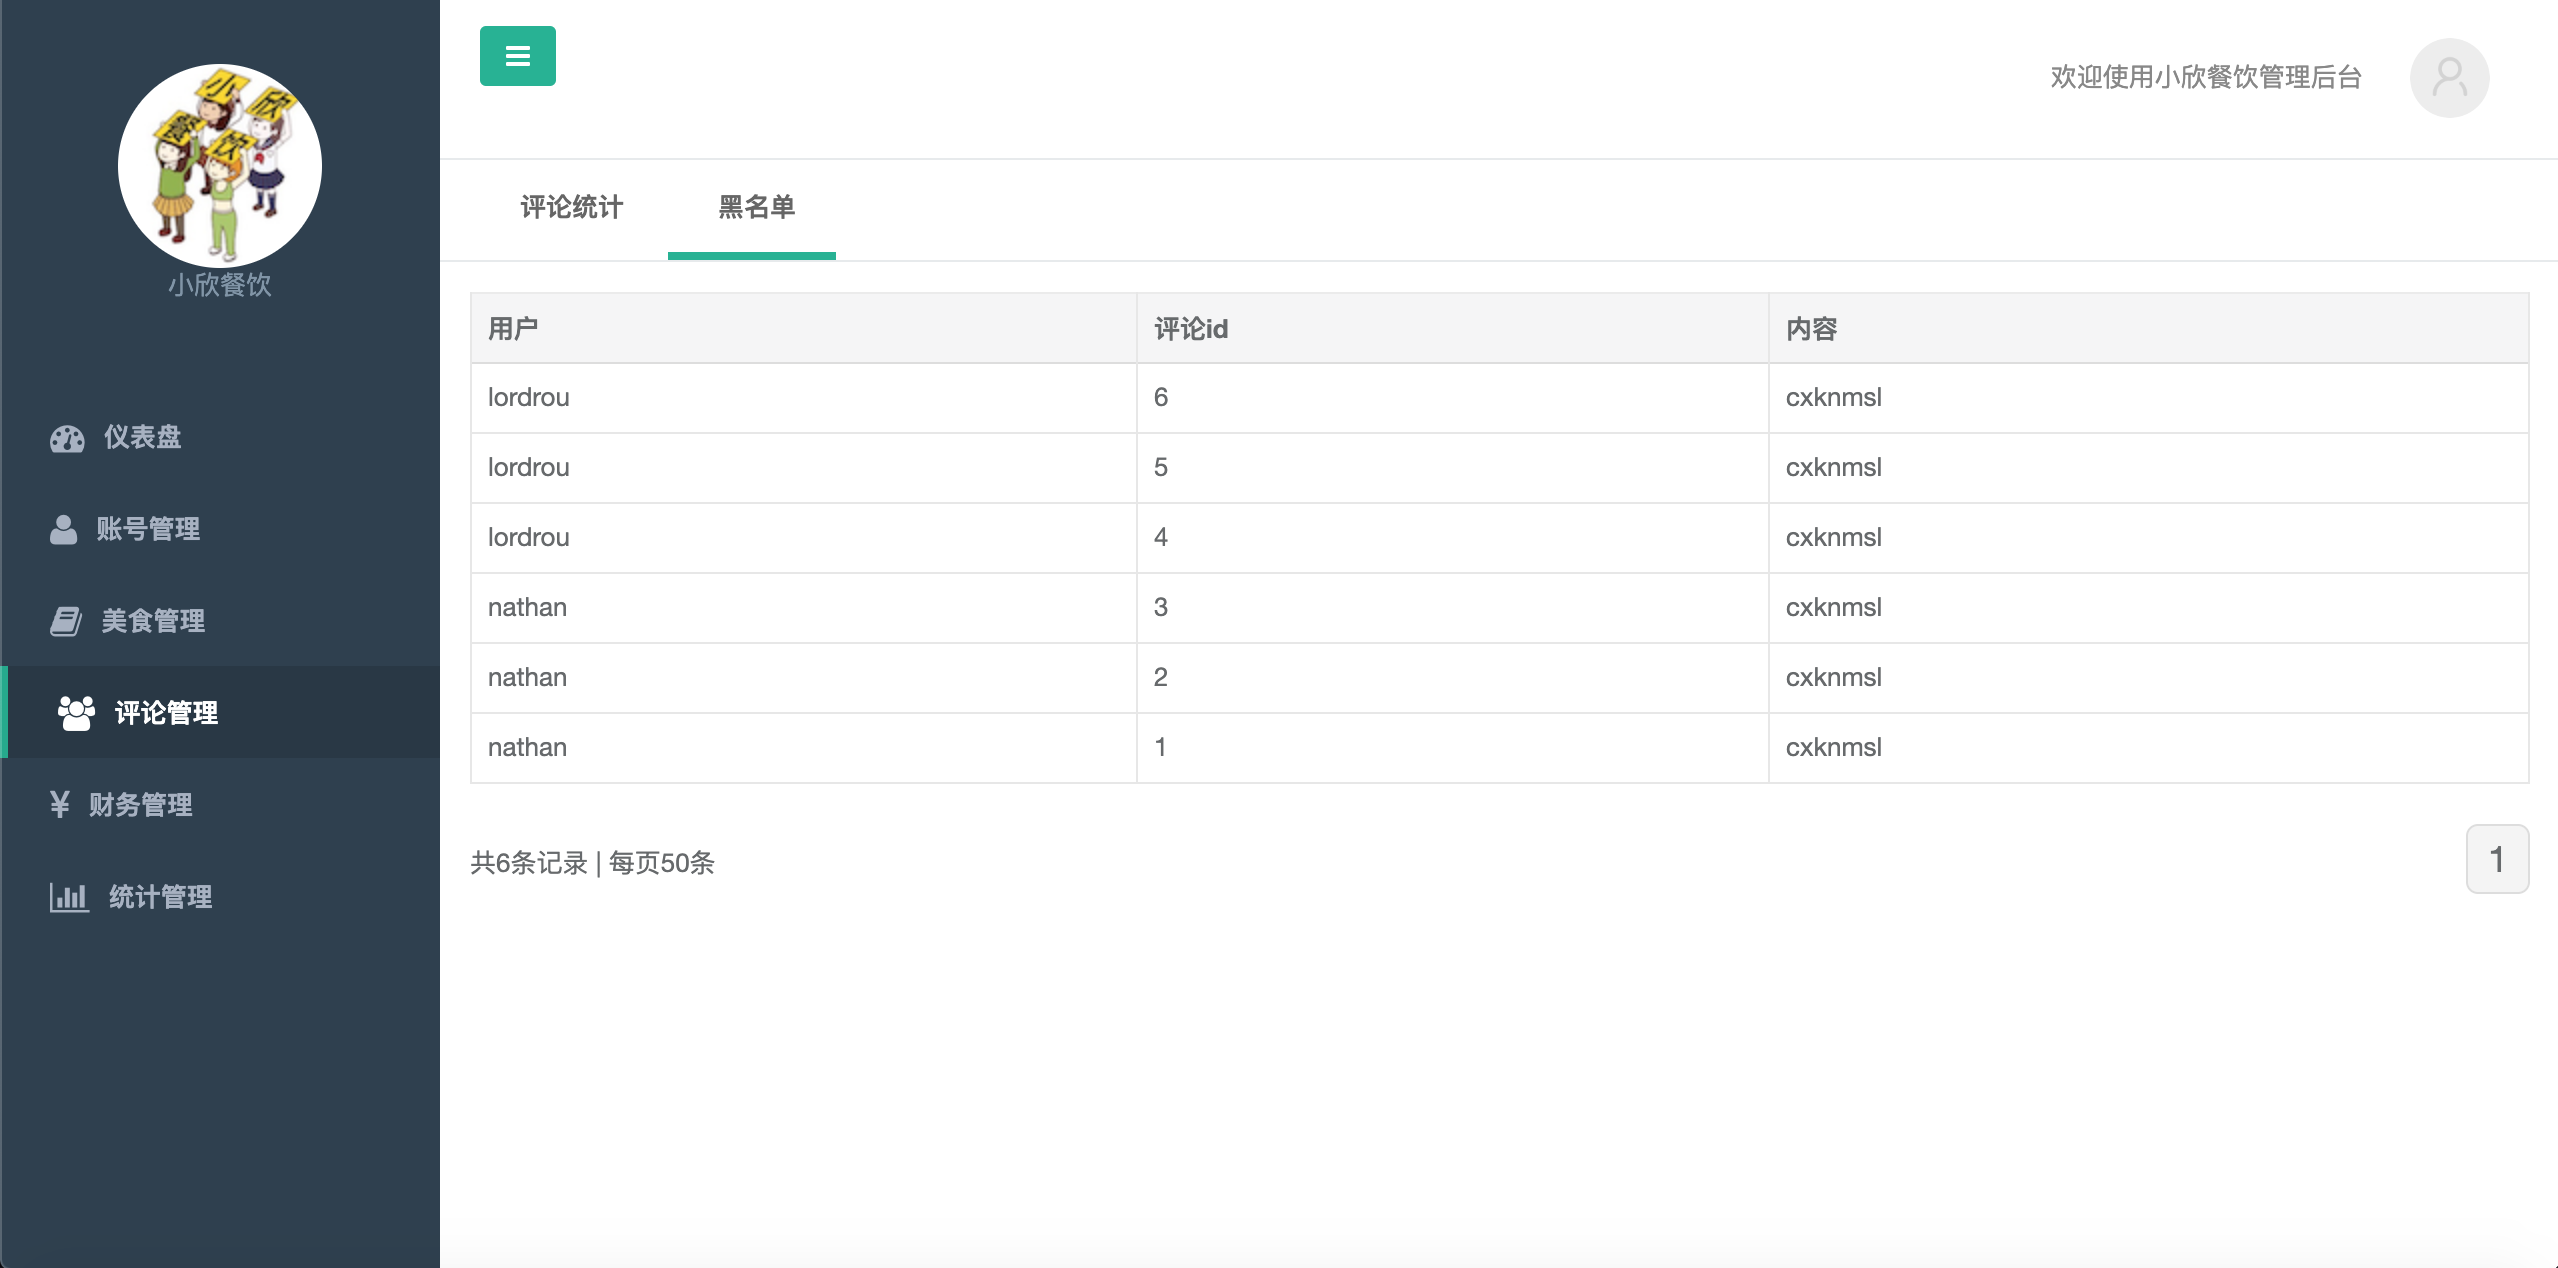 小
欣
餐
饮
小欣餐饮
仪表盘
账号管理
美食管理
评论管理
¥ 财务管理
统计管理
欢迎使用小欣餐饮管理后台
评论统计 黑名单
用户 评论id 内容
lordrou 6 cxknmsl
lordrou 5 cxknmsl
lordrou 4 cxknmsl
nathan 3 cxknmsl
nathan 2 cxknmsl
nathan 1 cxknmsl
共6条记录 | 每页50条 1